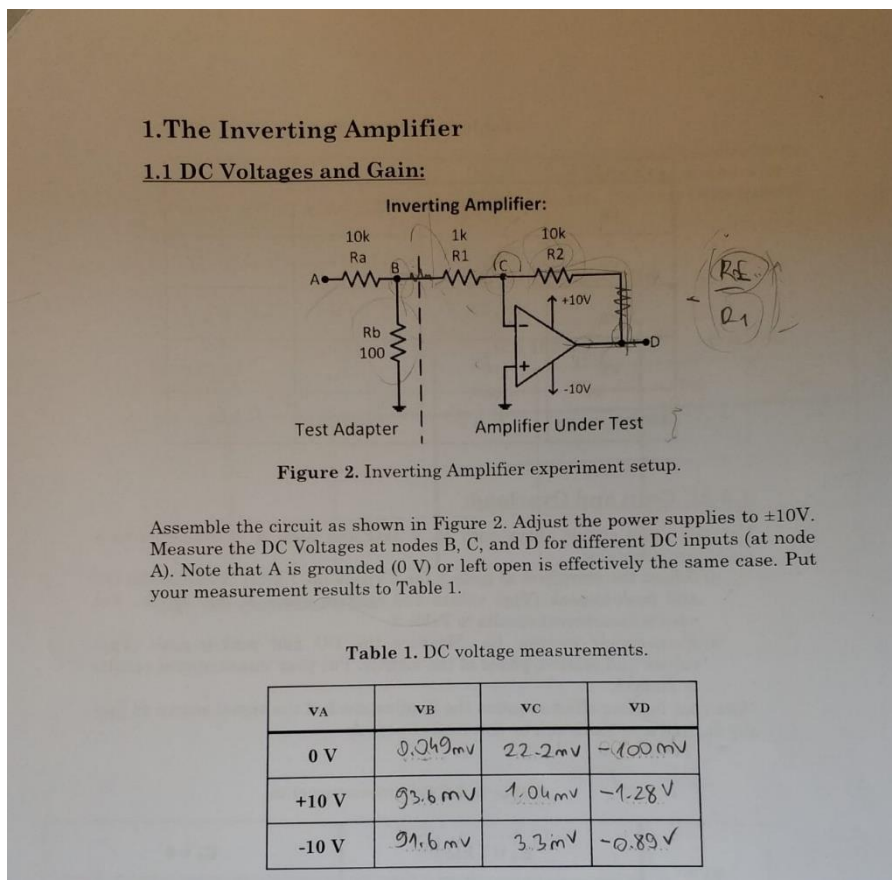 1.The Inverting Amplifier
1.1 DC Voltages and Gain:
Inverting Amplifier:
10k 1k 10k
Ra R1 R2
A B C
+10V
Rf
R1
Rb
100
-
+
D
-10V
Test Adapter Amplifier Under Test
Figure 2. Inverting Amplifier experiment setup.
Assemble the circuit as shown in Figure 2. Adjust the power supplies to ±10V.
Measure the DC Voltages at nodes B, C, and D for different DC inputs (at node
A). Note that A is grounded (0 V) or left open is effectively the same case. Put
your measurement results to Table 1.
Table 1. DC voltage measurements.
VA VB VC VD
0 V 0.049mv 22.2mv -100mv
+10 V 93.6mv 1.04mv -1.28V
-10 V 91.6mv 3.3mv -0.89V